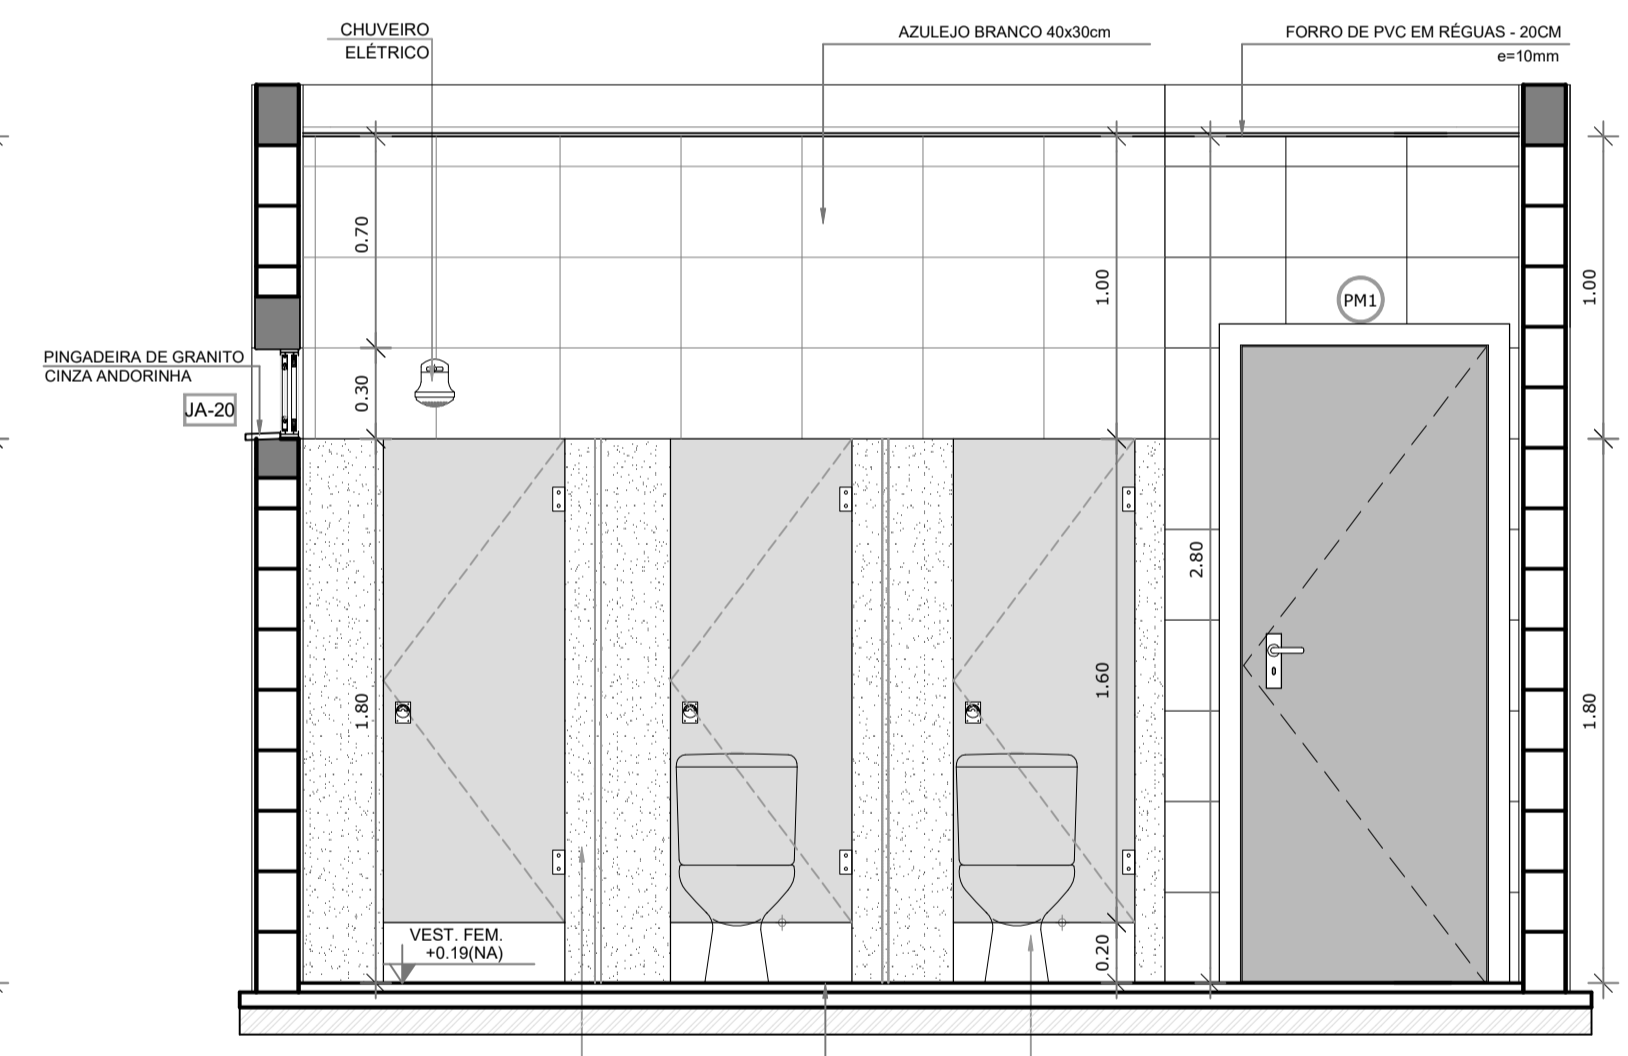 CHUVEIRO
ELÉTRICO
AZULEJO BRANCO 40x30cm
FORRO DE PVC EM RÉGUAS - 20CM
e=10mm
0.70
1.00
1.00
PM1
PINGADEIRA DE GRANITO
CINZA ANDORINHA
0.30
JA-20
2.80
1.80
1.60
1.80
VEST. FEM.
+0.19(NA)
0.20